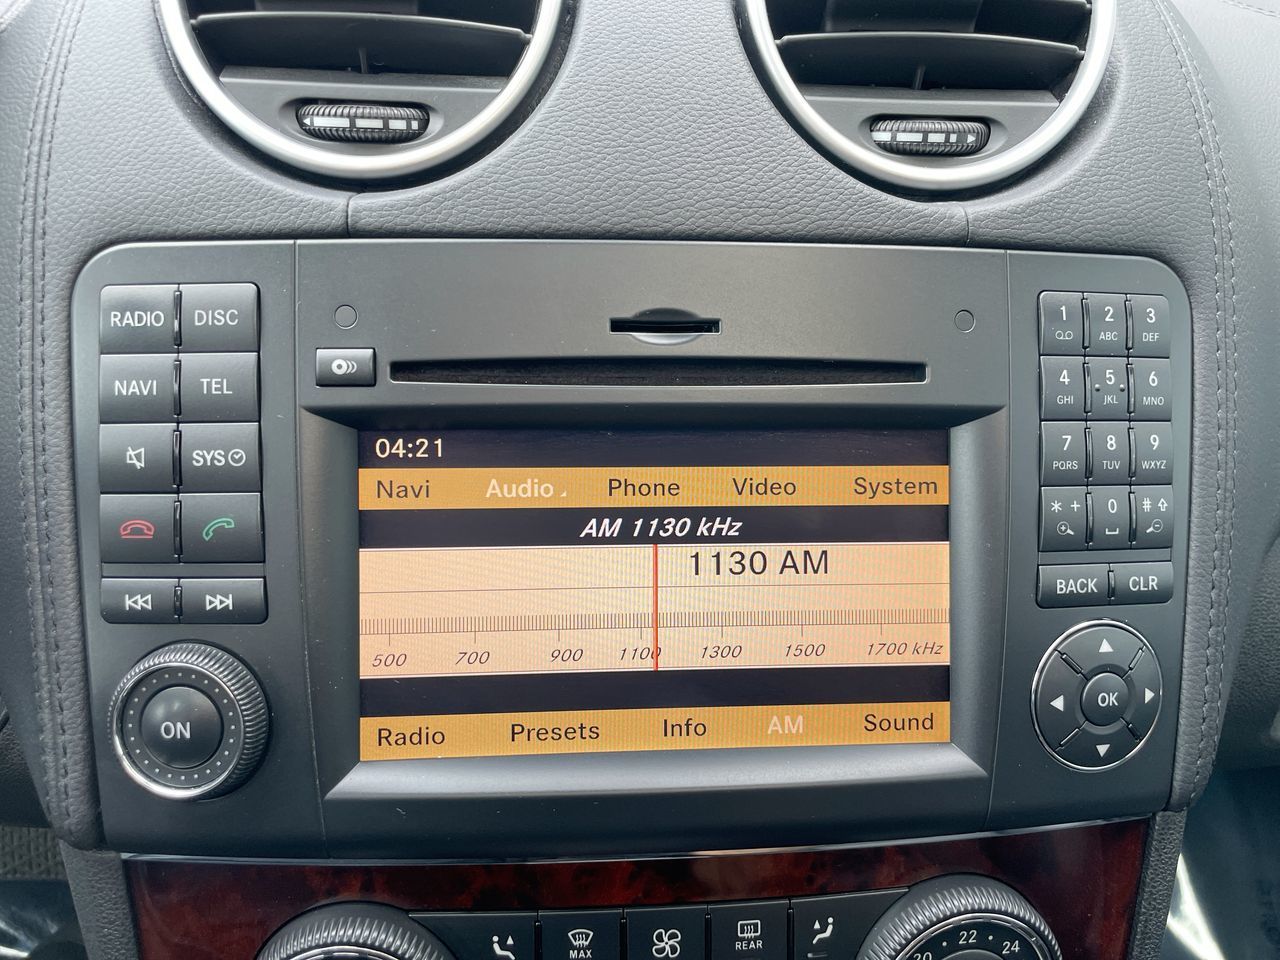 RADIO DISC
NAVI TEL
SYS
ON
04:21
Navi Audio Phone Video System
AM 1130 kHz
1130 AM
500 700 900 1100 1300 1500 1700 kHz
Radio Presets Info AM Sound
1 2 ABC 3 DEF
4 GHI 5 JKL 6 MNO
7 PQRS 8 TUV 9 WXYZ
* + 0 #
BACK CLR
OK
MAX
REAR
20 22 24